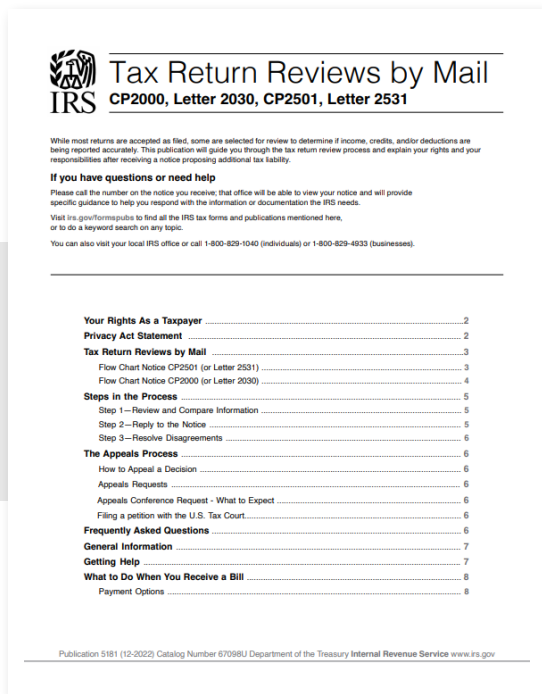 IRS
Tax Return Reviews by Mail
CP2000, Letter 2030, CP2501, Letter 2531
While most returns are accepted as filed, some are selected for review to determine if income, credits, and/or deductions are
being reported accurately. This publication will guide you through the tax return review process and explain your rights and your
responsibilities after receiving a notice proposing additional tax liability.
If you have questions or need help
Please call the number on the notice you receive; that office will be able to view your notice and will provide
specific guidance to help you respond with the information or documentation the IRS needs.
Visit irs.gov/formspubs to find all the IRS tax forms and publications mentioned here,
or to do a keyword search on any topic.
You can also visit your local IRS office or call 1-800-829-1040 (individuals) or 1-800-829-4933 (businesses).
Your Rights As a Taxpayer 2
Privacy Act Statement 2
Tax Return Reviews by Mail 3
Flow Chart Notice CP2501 (or Letter 2531) 3
Flow Chart Notice CP2000 (or Letter 2030) 4
Steps in the Process 5
Step 1—Review and Compare Information 5
Step 2—Reply to the Notice 5
Step 3—Resolve Disagreements 6
The Appeals Process 6
How to Appeal a Decision 6
Appeals Requests 6
Appeals Conference Request - What to Expect 6
Filing a petition with the U.S. Tax Court 6
Frequently Asked Questions 6
General Information 7
Getting Help 7
What to Do When You Receive a Bill 8
Payment Options 8
Publication 5181 (12-2022) Catalog Number 67098U Department of the Treasury Internal Revenue Service www.irs.gov